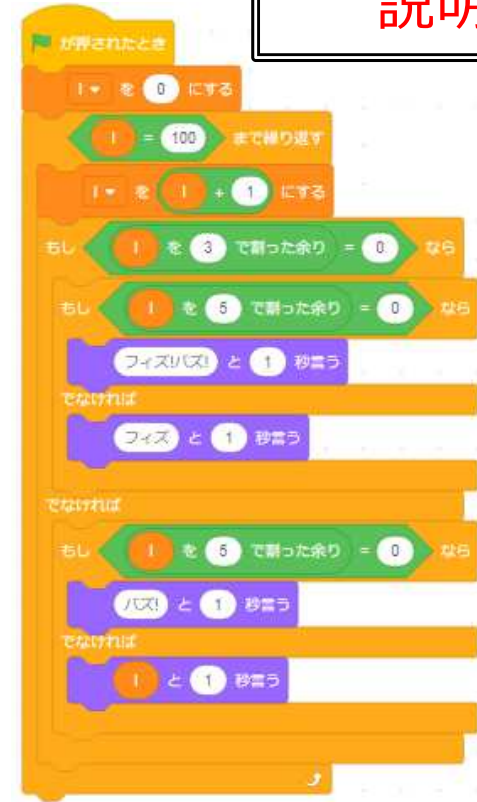 説明
が押されたとき
I を 0 にする
I = 100 まで繰り返す
I を I + 1 にする
もし I を 3 で割った余り = 0 なら
もし I を 5 で割った余り = 0 なら
フィズ!バズ! と 1 秒言う
でなければ
フィズ と 1 秒言う
でなければ
もし I を 5 で割った余り = 0 なら
バズ! と 1 秒言う
でなければ
I と 1 秒言う